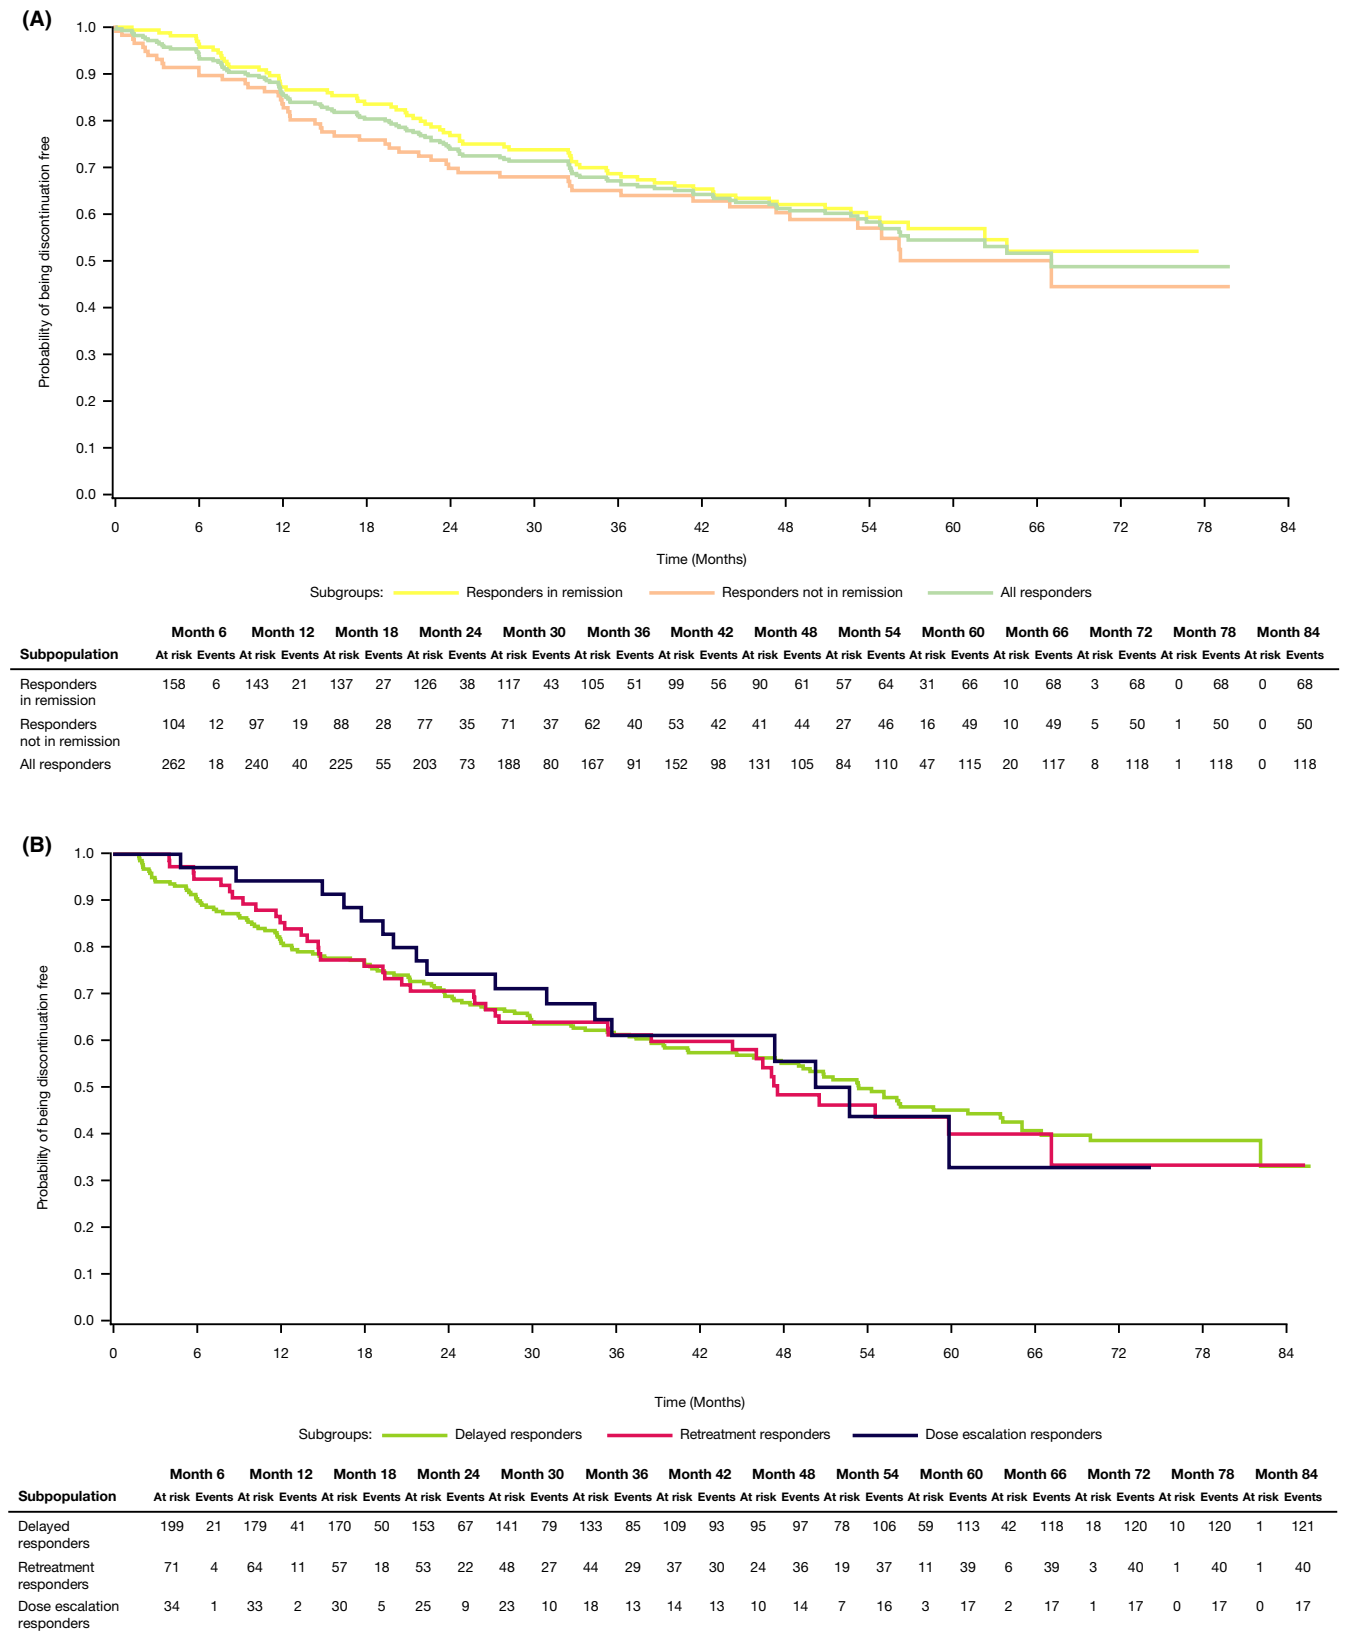 (A)
1.0
0.9
0.8
0.7
0.6
0.5
0.4
0.3
0.2
0.1
0.0
Probability of being discontinuation free
0 6 12 18 24 30 36 42 48 54 60 66 72 78 84
Time (Months)
Subgroups: Responders in remission Responders not in remission All responders
Month 6 Month 12 Month 18 Month 24 Month 30 Month 36 Month 42 Month 48 Month 54 Month 60 Month 66 Month 72 Month 78 Month 84
Subpopulation At risk Events At risk Events At risk Events At risk Events At risk Events At risk Events At risk Events At risk Events At risk Events At risk Events At risk Events At risk Events At risk Events At risk Events
Responders 158 6 143 21 137 27 126 38 117 43 105 51 99 56 90 61 57 64 31 66 10 68 3 68 0 68 0 68
in remission
Responders 104 12 97 19 88 28 77 35 71 37 62 40 53 42 41 44 27 46 16 49 10 49 5 50 1 50 0 50
not in remission
All responders 262 18 240 40 225 55 203 73 188 80 167 91 152 98 131 105 84 110 47 115 20 117 8 118 1 118 0 118
(B)
1.0
0.9
0.8
0.7
0.6
0.5
0.4
0.3
0.2
0.1
0.0
Probability of being discontinuation free
0 6 12 18 24 30 36 42 48 54 60 66 72 78 84
Time (Months)
Subgroups: Delayed responders Retreatment responders Dose escalation responders
Month 6 Month 12 Month 18 Month 24 Month 30 Month 36 Month 42 Month 48 Month 54 Month 60 Month 66 Month 72 Month 78 Month 84
Subpopulation At risk Events At risk Events At risk Events At risk Events At risk Events At risk Events At risk Events At risk Events At risk Events At risk Events At risk Events At risk Events At risk Events At risk Events
Delayed 199 21 179 41 170 50 153 67 141 79 133 85 109 93 95 97 78 106 59 113 42 118 18 120 10 120 1 121
responders
Retreatment 71 4 64 11 57 18 53 22 48 27 44 29 37 30 24 36 19 37 11 39 6 39 3 40 1 40 1 40
responders
Dose escalation 34 1 33 2 30 5 25 9 23 10 18 13 14 13 10 14 7 16 3 17 2 17 1 17 0 17 0 17
responders